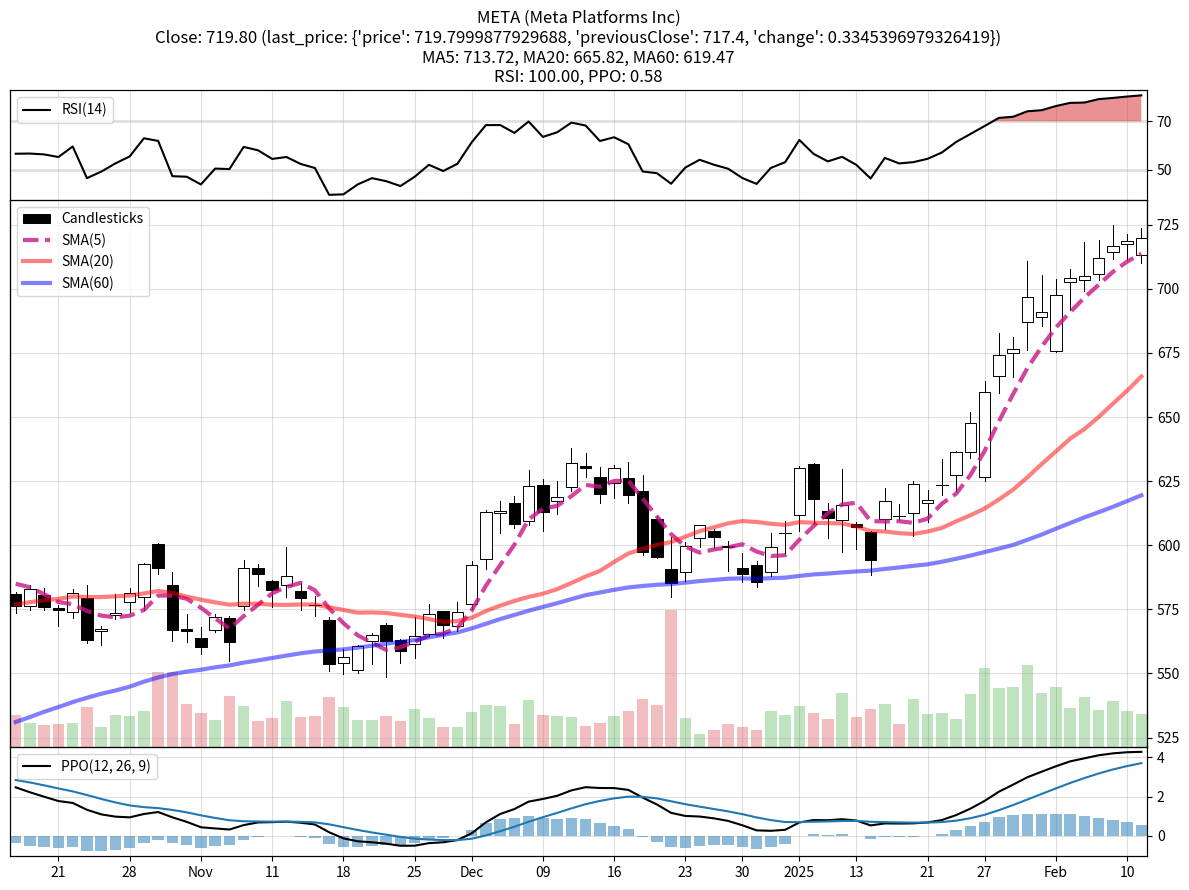 META (Meta Platforms Inc)
Close: 719.80 (last_price: {'price': 719.7999877929688, 'previousClose': 717.4, 'change': 0.3345396979326419})
MA5: 713.72, MA20: 665.82, MA60: 619.47
RSI: 100.00, PPO: 0.58
RSI(14)
70
50
Candlesticks
SMA(5)
SMA(20)
SMA(60)
725
700
675
650
625
600
575
550
525
PPO(12, 26, 9)
4
2
0
21 28 Nov 11 18 25 Dec 09 16 23 30 2025 13 21 27 Feb 10